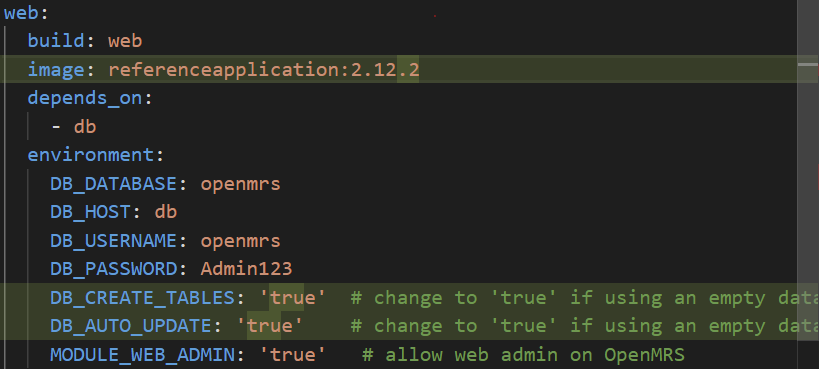 web:
build: web
image: referenceapplication:2.12.2
depends_on:
- db
environment:
DB_DATABASE: openmrs
DB_HOST: db
DB_USERNAME: openmrs
DB_PASSWORD: Admin123
DB_CREATE_TABLES: 'true' # change to 'true' if using an empty data
DB_AUTO_UPDATE: 'true' # change to 'true' if using an empty data
MODULE_WEB_ADMIN: 'true' # allow web admin on OpenMRS